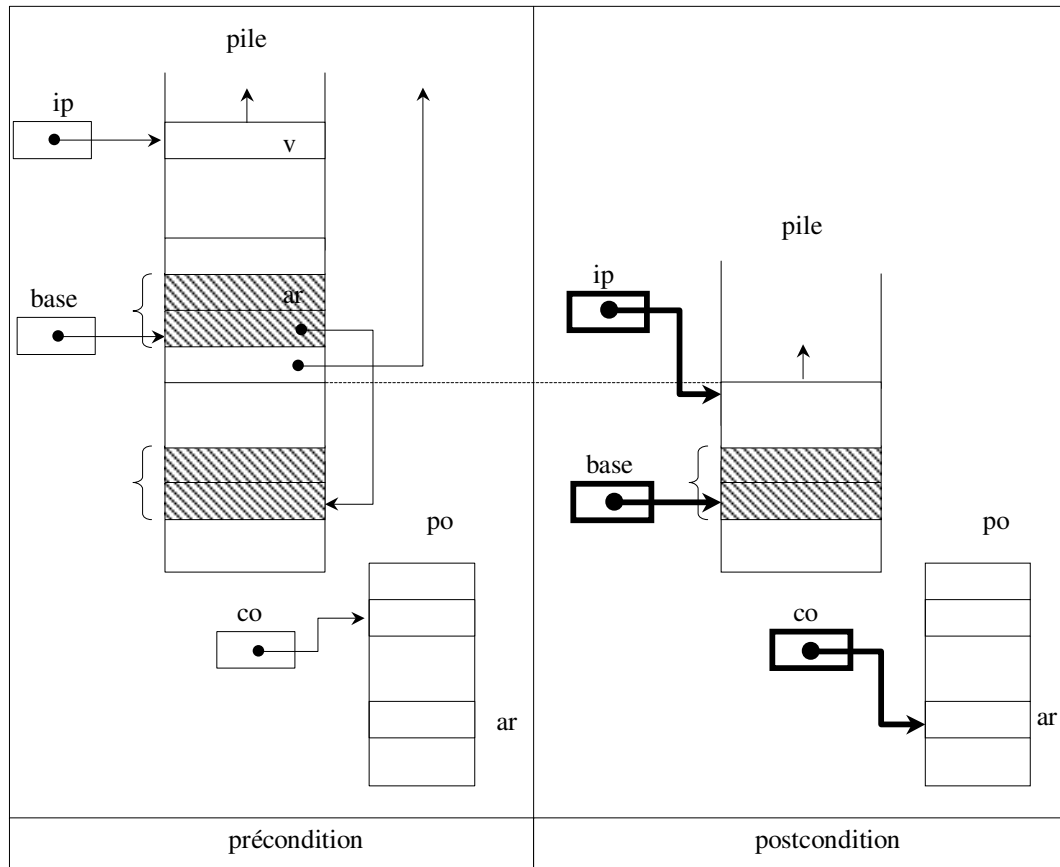 pile
ip
v
base
ar
po
co
ar
précondition
pile
ip
base
po
co
ar
postcondition